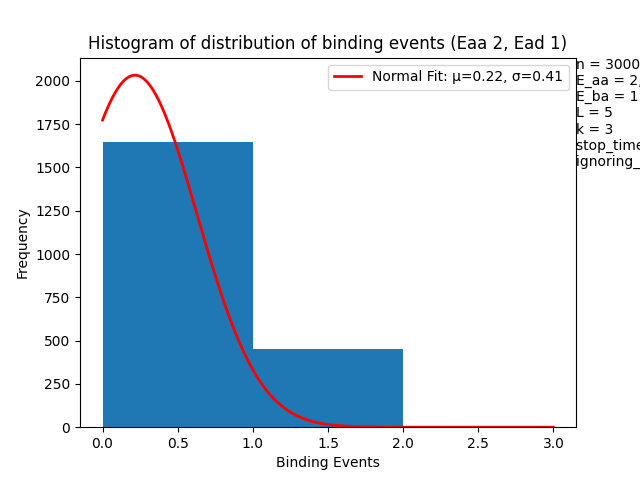 Histogram of distribution of binding events (Eaa 2, Ead 1)
Normal Fit: μ=0.22, σ=0.41
n = 3000
E_aa = 2,
E_ba = 1
L = 5
k = 3
stop_time
ignoring_
Frequency
2000
1750
1500
1250
1000
750
500
250
0
0.0 0.5 1.0 1.5 2.0 2.5 3.0
Binding Events